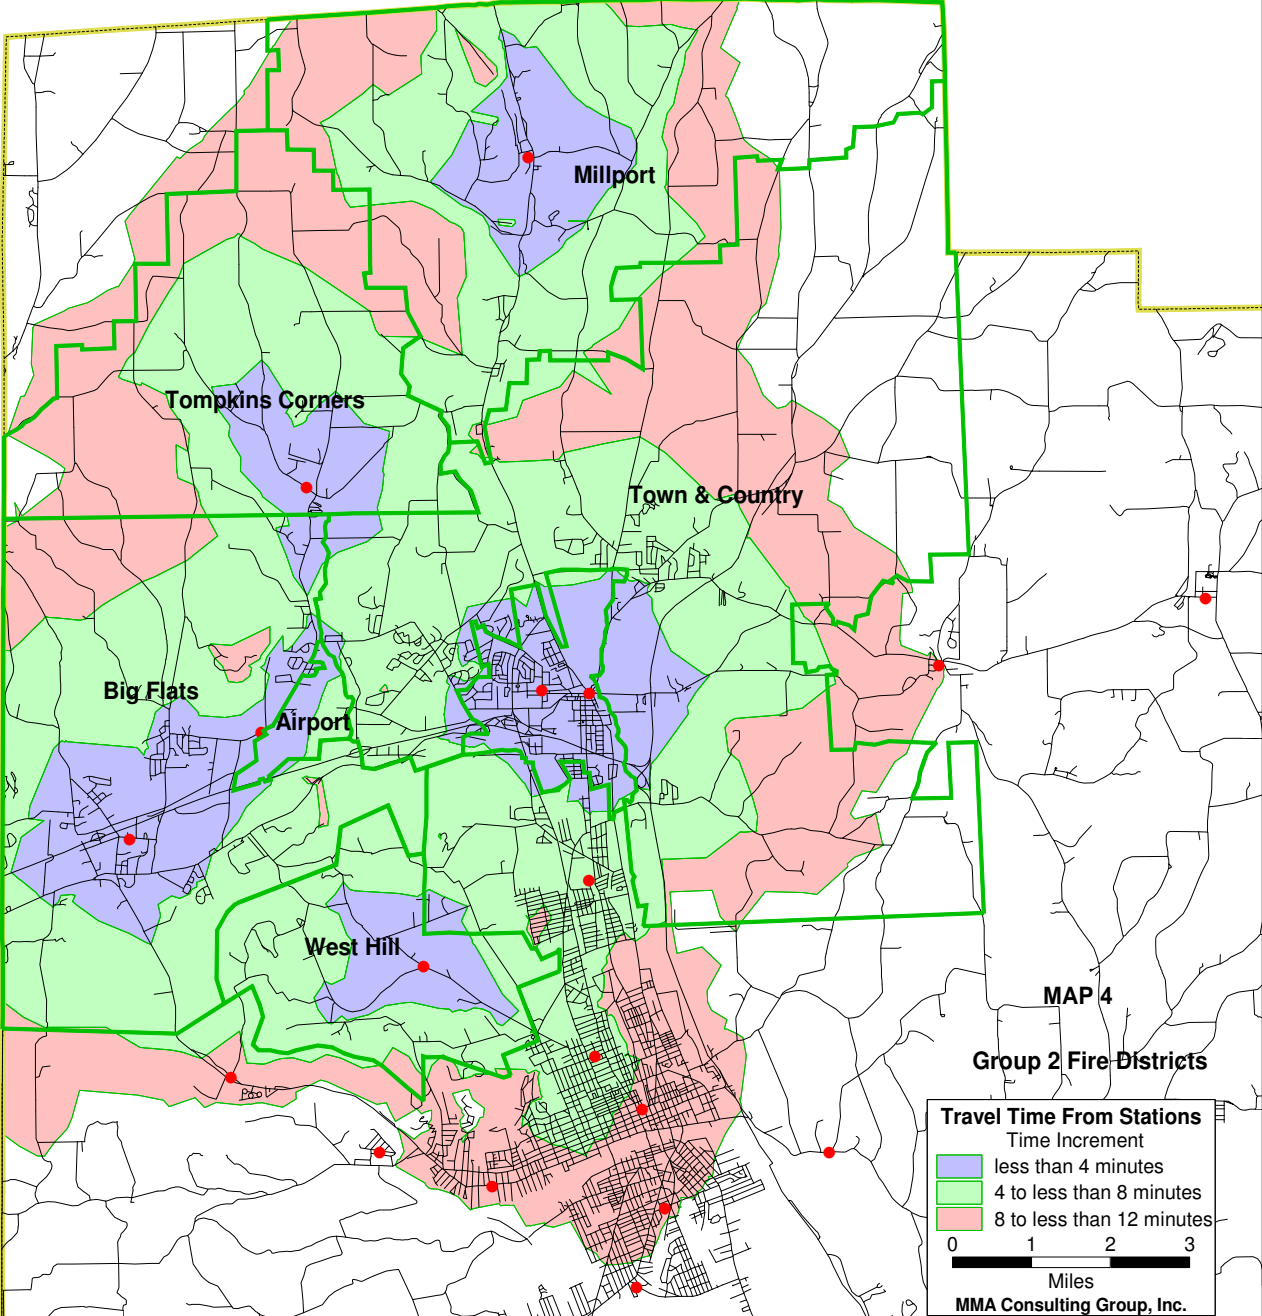 Millport
Tompkins Corners
Town & Country
Big Flats
Airport
West Hill
MAP 4
Group 2 Fire Districts
Travel Time From Stations
Time Increment
less than 4 minutes
4 to less than 8 minutes
8 to less than 12 minutes
0 1 2 3
Miles
MMA Consulting Group, Inc.